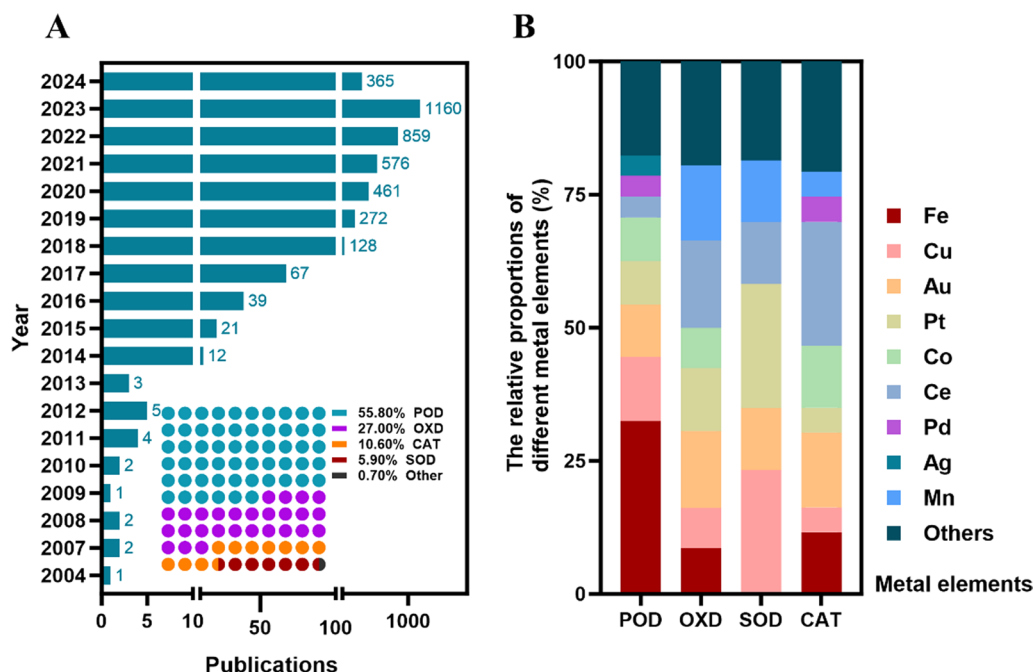 A
2024
365
2023
1160
2022
859
2021
576
2020
461
2019
272
2018
128
2017
67
2016
39
2015
21
2014
12
2013
3
2012
5
2011
4
2010
2
2009
1
2008
2
2007
2
2004
1
Year
0
5
10
50
100
1000
Publications
55.80% POD
27.00% OXD
10.60% CAT
5.90% SOD
0.70% Other
B
The relative proportions of
different metal elements (%)
100
75
50
25
0
POD
OXD
SOD
CAT
Fe
Cu
Au
Pt
Co
Ce
Pd
Ag
Mn
Others
Metal elements